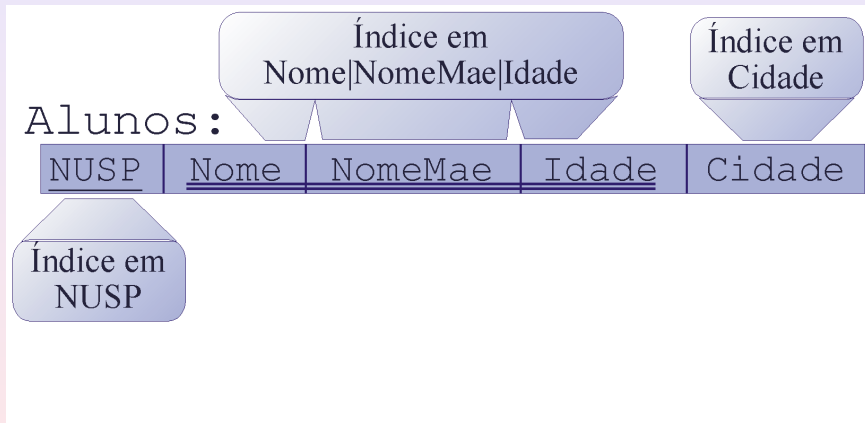 Índice em
Nome|NomeMae|Idade
Índice em
Cidade
Alunos:
NUSP Nome NomeMae Idade Cidade
Índice em
NUSP